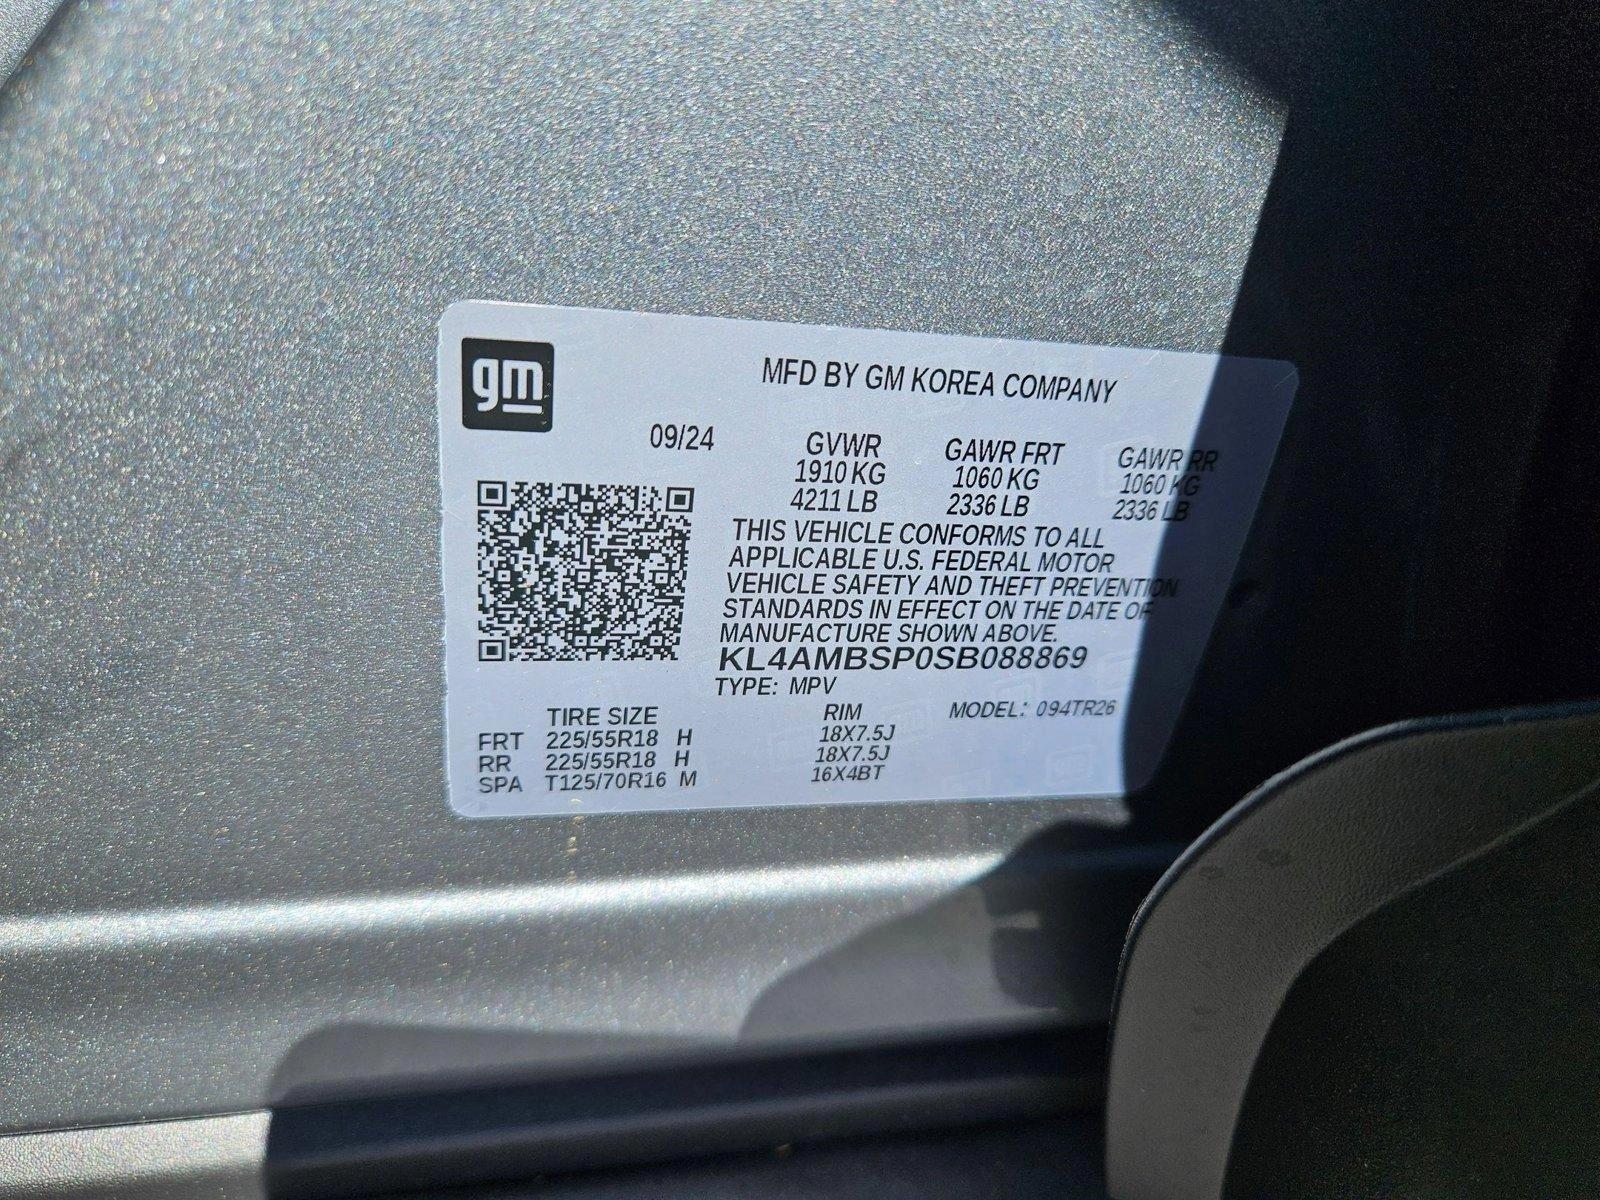 gm
MFD BY GM KOREA COMPANY
09/24
GVWR GAWR FRT GAWR RR
1910 KG 1060 KG 1060 KG
4211 LB 2336 LB 2336 LB
THIS VEHICLE CONFORMS TO ALL
APPLICABLE U.S. FEDERAL MOTOR
VEHICLE SAFETY AND THEFT PREVENTION
STANDARDS IN EFFECT ON THE DATE OF
MANUFACTURE SHOWN ABOVE.
KL4AMBSP0SB088869
TYPE: MPV
TIRE SIZE RIM MODEL: 094TR26
FRT 225/55R18 H 18X7.5J
RR 225/55R18 H 18X7.5J
SPA T125/70R16 M 16X4BT